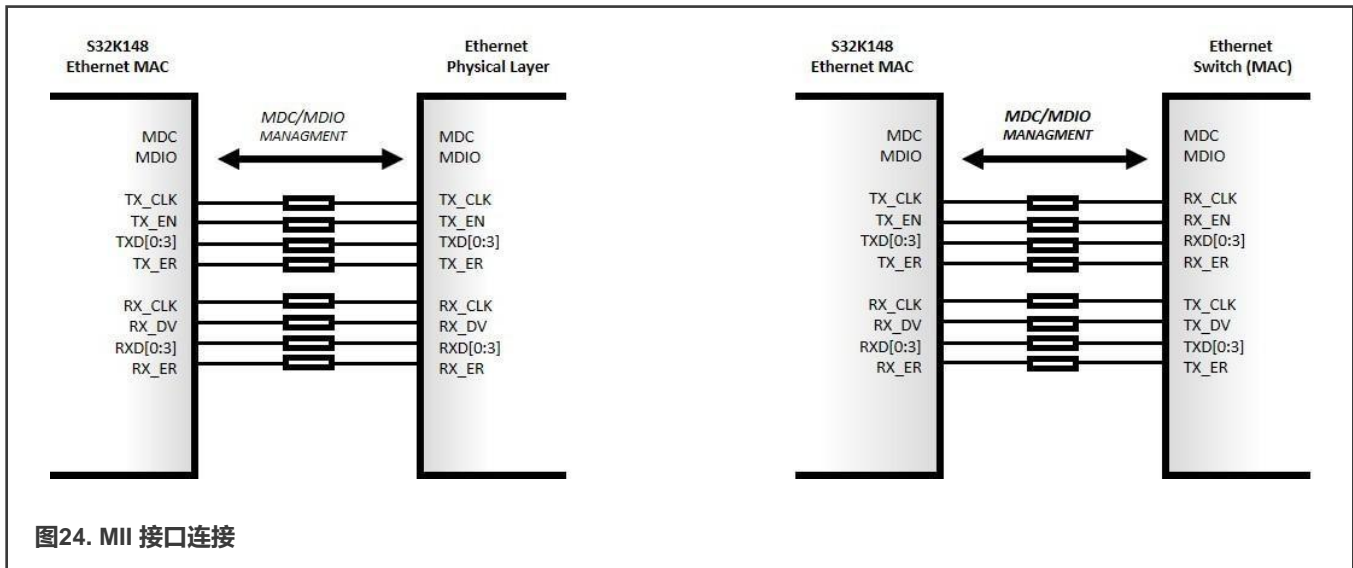 S32K148
Ethernet MAC
Ethernet
Physical Layer
MDC/MDIO
MANAGMENT
MDC
MDIO
TX_CLK
TX_EN
TXD[0:3]
TX_ER
RX_CLK
RX_DV
RXD[0:3]
RX_ER
MDC
MDIO
TX_CLK
TX_EN
TXD[0:3]
TX_ER
RX_CLK
RX_DV
RXD[0:3]
RX_ER
S32K148
Ethernet MAC
Ethernet
Switch (MAC)
MDC/MDIO
MANAGMENT
MDC
MDIO
TX_CLK
TX_EN
TXD[0:3]
TX_ER
RX_CLK
RX_DV
RXD[0:3]
RX_ER
MDC
MDIO
RX_CLK
RX_EN
RXD[0:3]
RX_ER
TX_CLK
TX_DV
TXD[0:3]
TX_ER
图24. MII 接口连接